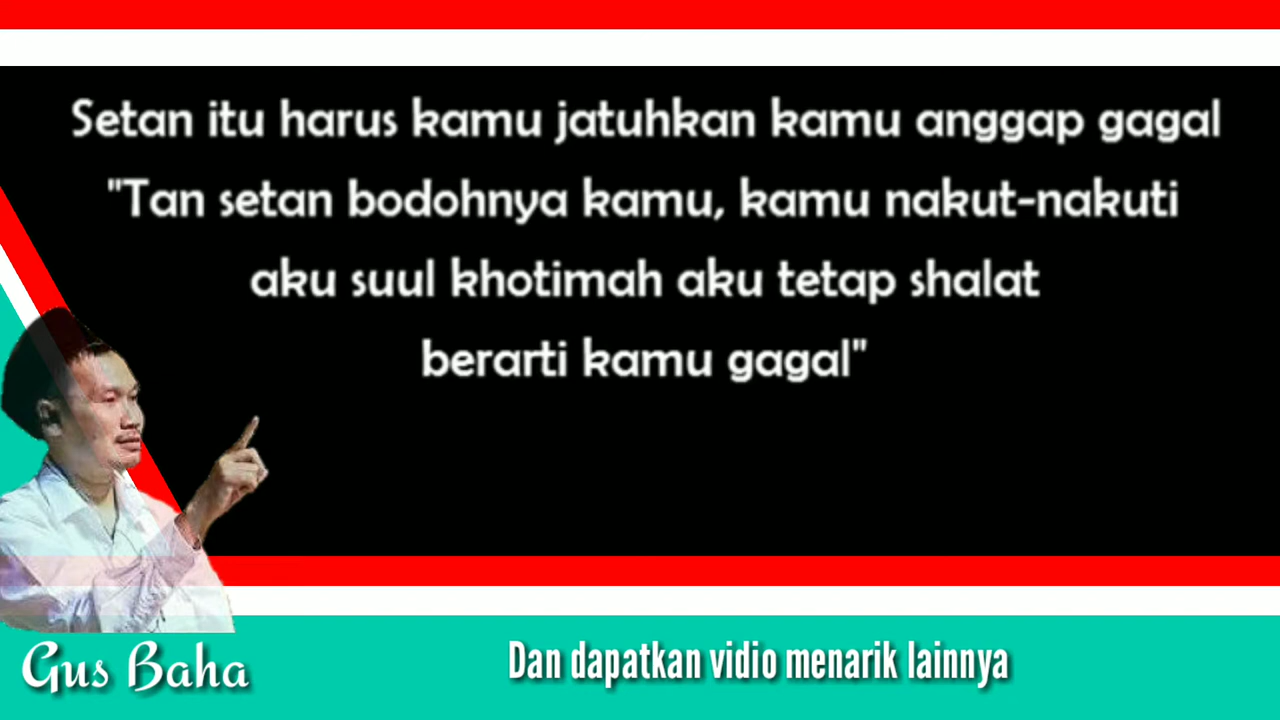 Setan itu harus kamu jatuhkan kamu anggap gagal
"Tan setan bodohnya kamu, kamu nakut-nakuti
aku suul khotimah aku tetap shalat
berarti kamu gagal"
Gus Baha
Dan dapatkan vidio menarik lainnya